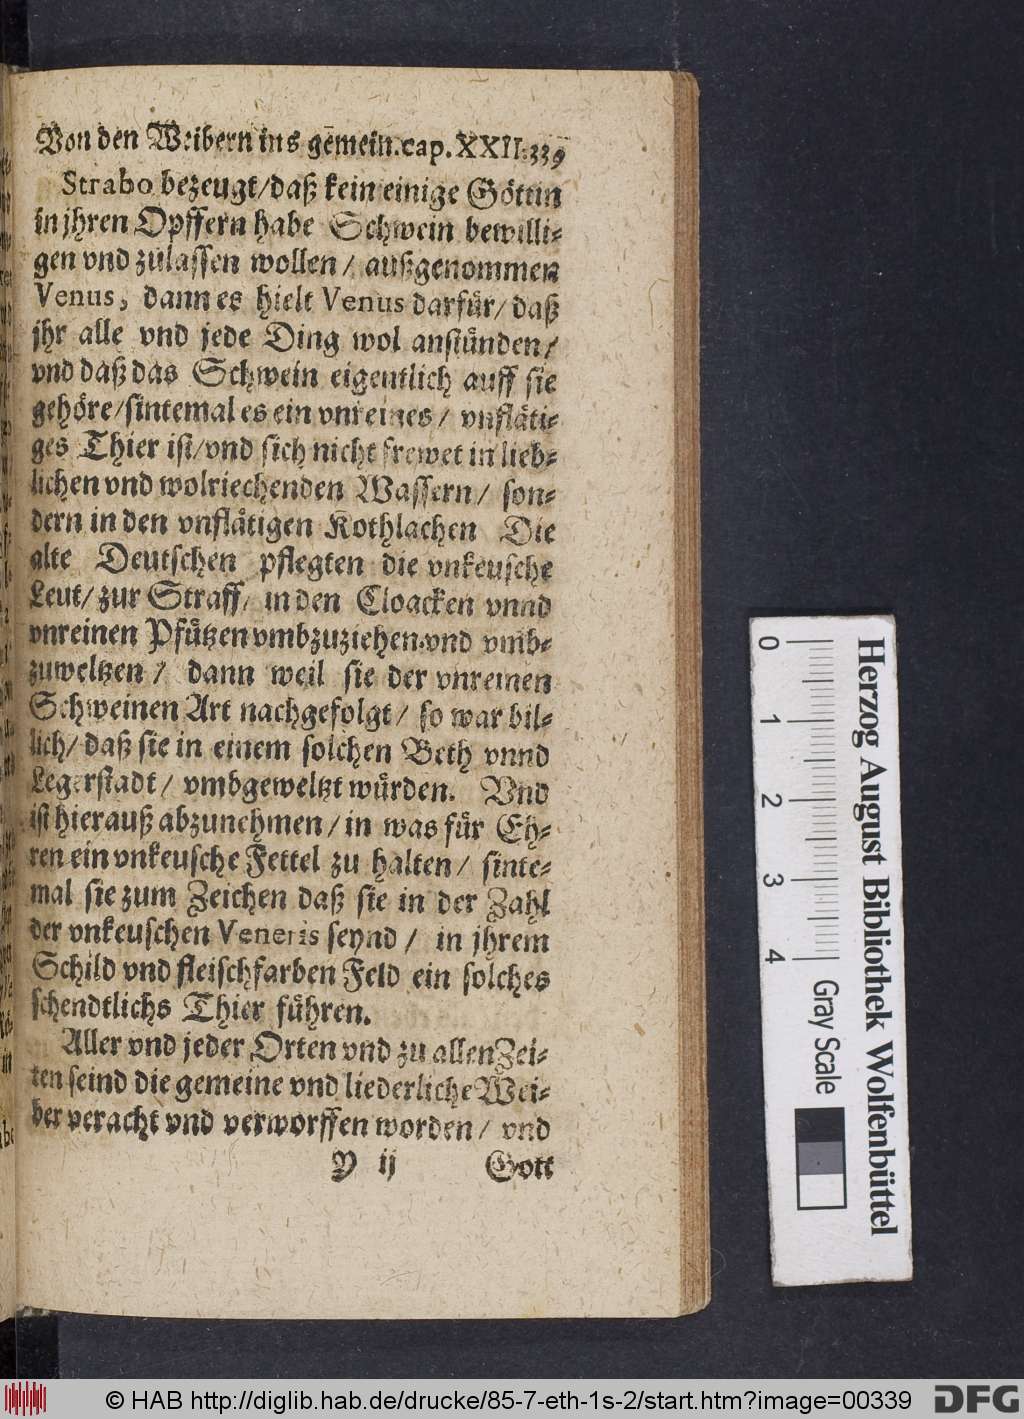 Von den Weibern ins gemein. cap. XXII. 339
Strabo bezeugt/ daß kein einige Göttin
in jhren Opffern habe Schwein bewilli-
gen vnd zulassen wollen/ außgenommen
Venus, dann es hielt Venus darfür/ daß
jhr alle vnd jede Ding wol anstünden/
vnd daß das Schwein eigentlich auff sie
gehöre/ sintemal es ein vnreines/ vnfläti-
ges Thier ist/ vnd sich nicht frewet in lieb-
lichen vnd wolriechenden Wassern/ son-
dern in den vnflätigen Kothlachen Die
alte Deutschen pflegten die vnkeusche
Leut/ zur Straff/ in den Cloacken vnnd
vnreinen Pfützen vmbzuziehen vnd vmb-
zuweltzen/ dann weil sie der vnreinen
Schweinen Art nachgefolgt/ so war bil-
lich/ daß sie in einem solchen Beth vnnd
Legerstadt/ vmbgeweltzt würden. Vnd
ist hierauß abzunehmen/ in was für Eh-
ren ein vnkeusche Fettel zu halten/ sinte-
mal sie zum Zeichen daß sie in der Zahl
der vnkeuschen Veneris seynd/ in jhrem
Schild vnd fleischfarben Feld ein solches
schendtlichs Thier führen.
Aller vnd jeder Orten vnd zu allen Zei-
ten seind die gemeine vnd liederliche Wei-
ber veracht vnd verworffen worden/ vnd
Y ij Gott
0 1 2 3 4
Gray Scale
Herzog August Bibliothek Wolfenbüttel
© HAB http://diglib.hab.de/drucke/85-7-eth-1s-2/start.htm?image=00339
DFG